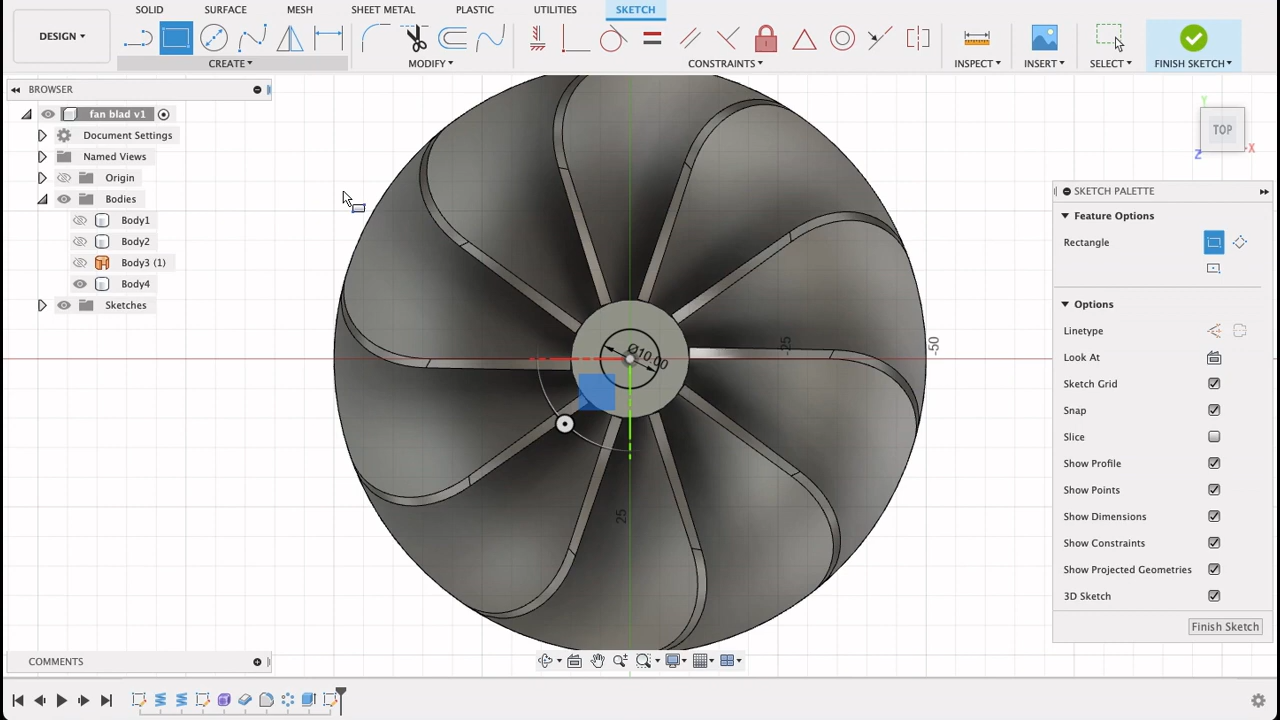 SOLID SURFACE MESH SHEET METAL PLASTIC UTILITIES SKETCH
DESIGN
CREATE MODIFY CONSTRAINTS INSPECT INSERT SELECT FINISH SKETCH
BROWSER
fan blad v1
Document Settings
Named Views
Origin
Bodies
Body1
Body2
Body3 (1)
Body4
Sketches
TOP
Y
X
Z
Ø10.00
-25
-50
25
SKETCH PALETTE
Feature Options
Rectangle
Options
Linetype
Look At
Sketch Grid
Snap
Slice
Show Profile
Show Points
Show Dimensions
Show Constraints
Show Projected Geometries
3D Sketch
Finish Sketch
COMMENTS